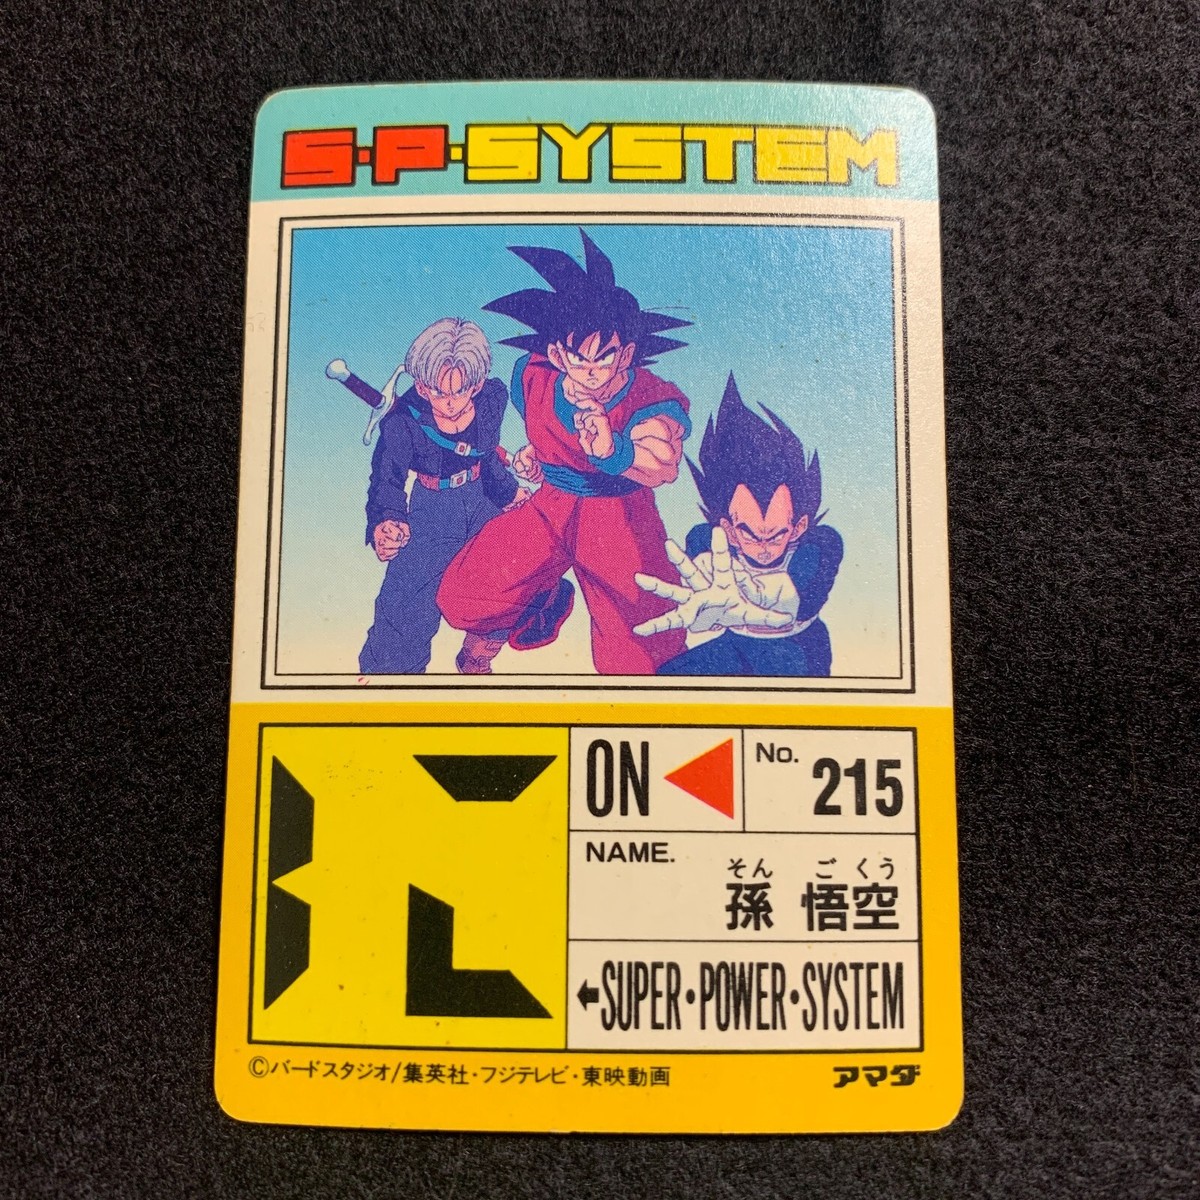 S·P·SYSTEM
ON
No. 215
NAME.
そん ご くう
孫 悟空
←SUPER・POWER・SYSTEM
©バードスタジオ/集英社・フジテレビ・東映動画
アマダ